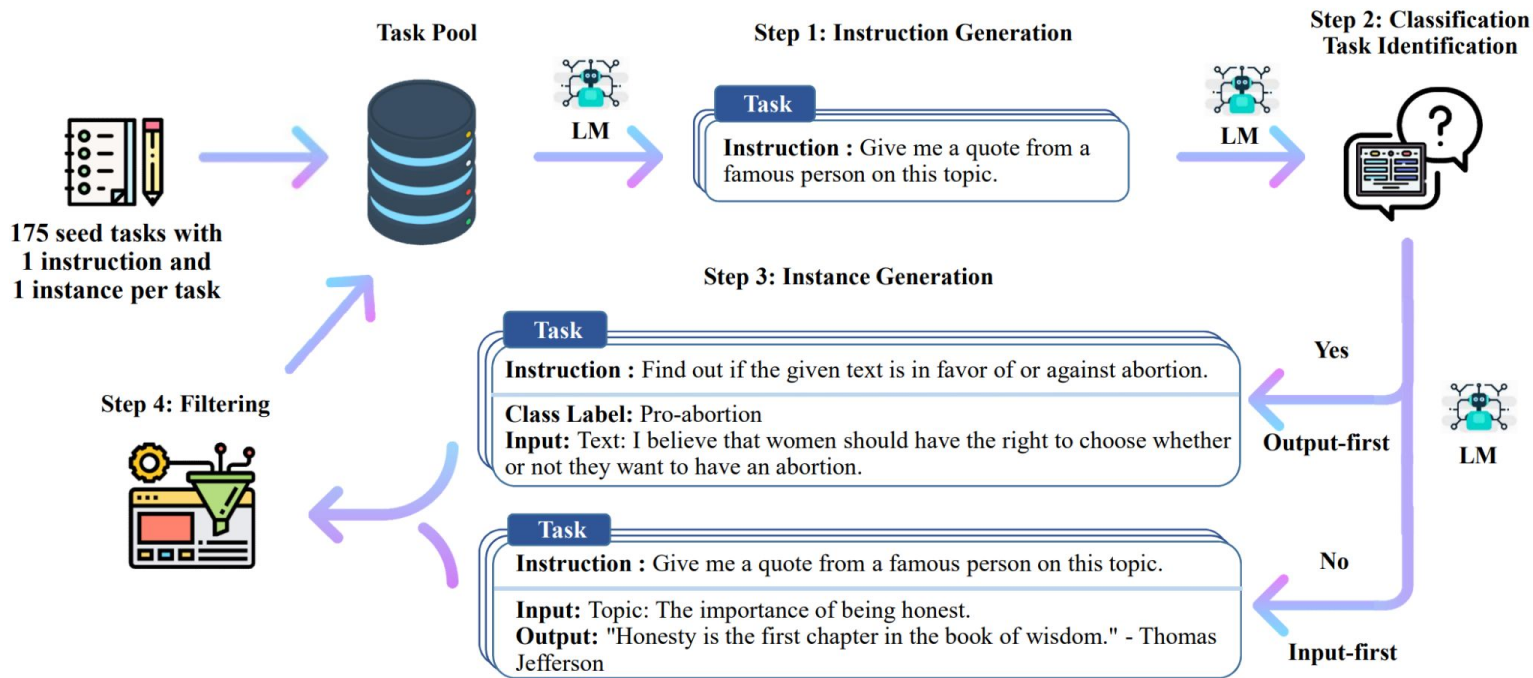 Task Pool
Step 1: Instruction Generation
Step 2: Classification
Task Identification
LM
LM
Task
Instruction : Give me a quote from a
famous person on this topic.
175 seed tasks with
1 instruction and
1 instance per task
Step 3: Instance Generation
Task
Instruction : Find out if the given text is in favor of or against abortion.
Class Label: Pro-abortion
Input: Text: I believe that women should have the right to choose whether
or not they want to have an abortion.
Yes
Output-first
LM
Step 4: Filtering
Task
Instruction : Give me a quote from a famous person on this topic.
Input: Topic: The importance of being honest.
Output: "Honesty is the first chapter in the book of wisdom." - Thomas
Jefferson
No
Input-first